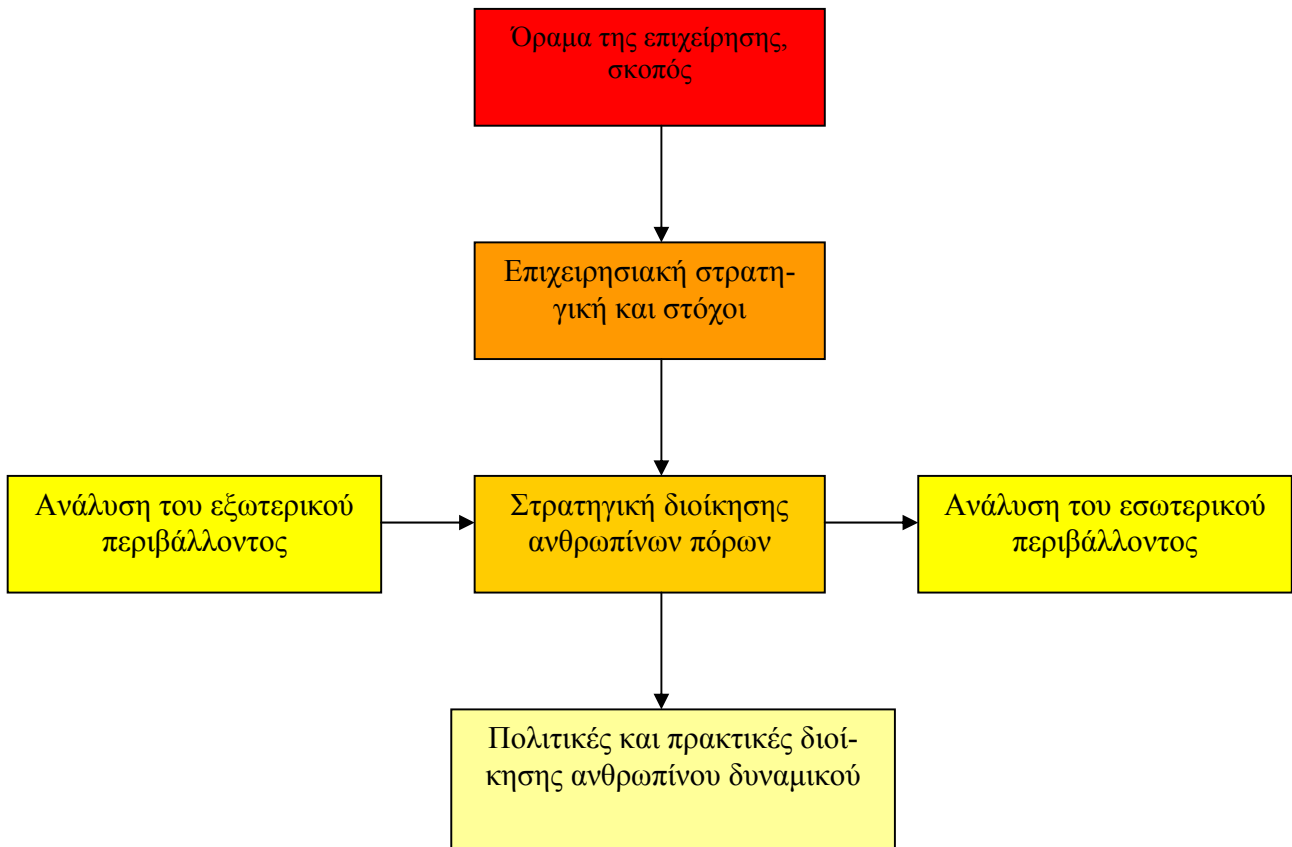 Όραμα της επιχείρησης,
σκοπός
Επιχειρησιακή στρατη-
γική και στόχοι
Ανάλυση του εξωτερικού
περιβάλλοντος
Στρατηγική διοίκησης
ανθρωπίνων πόρων
Ανάλυση του εσωτερικού
περιβάλλοντος
Πολιτικές και πρακτικές διοί-
κησης ανθρωπίνου δυναμικού